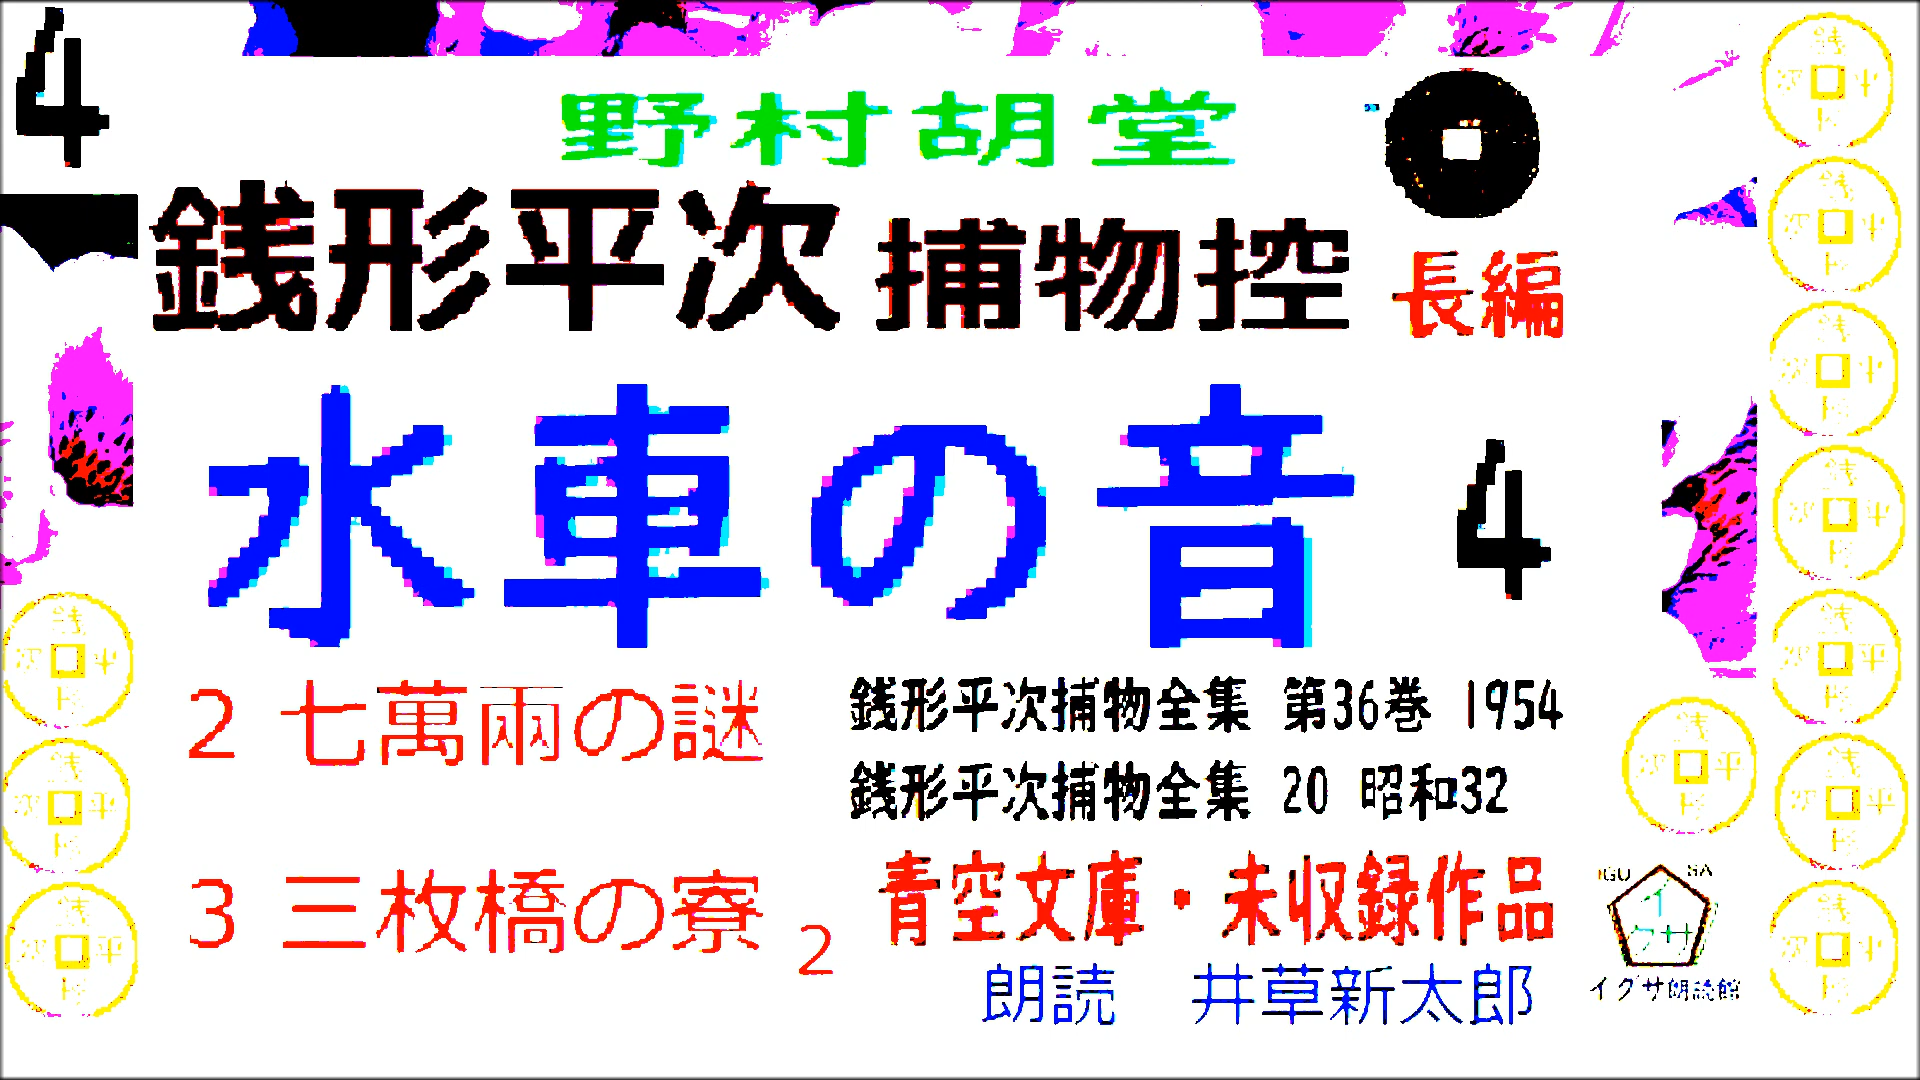 4
野村胡堂
銭形平次 捕物控 長編
水車の音 4
2 七萬兩の謎
銭形平次捕物全集 第36巻 1954
銭形平次捕物全集 20 昭和32
3 三枚橋の寮 2
青空文庫・未収録作品
朗読 井草新太郎
IGU SA
イ
クサ
イグサ朗読館